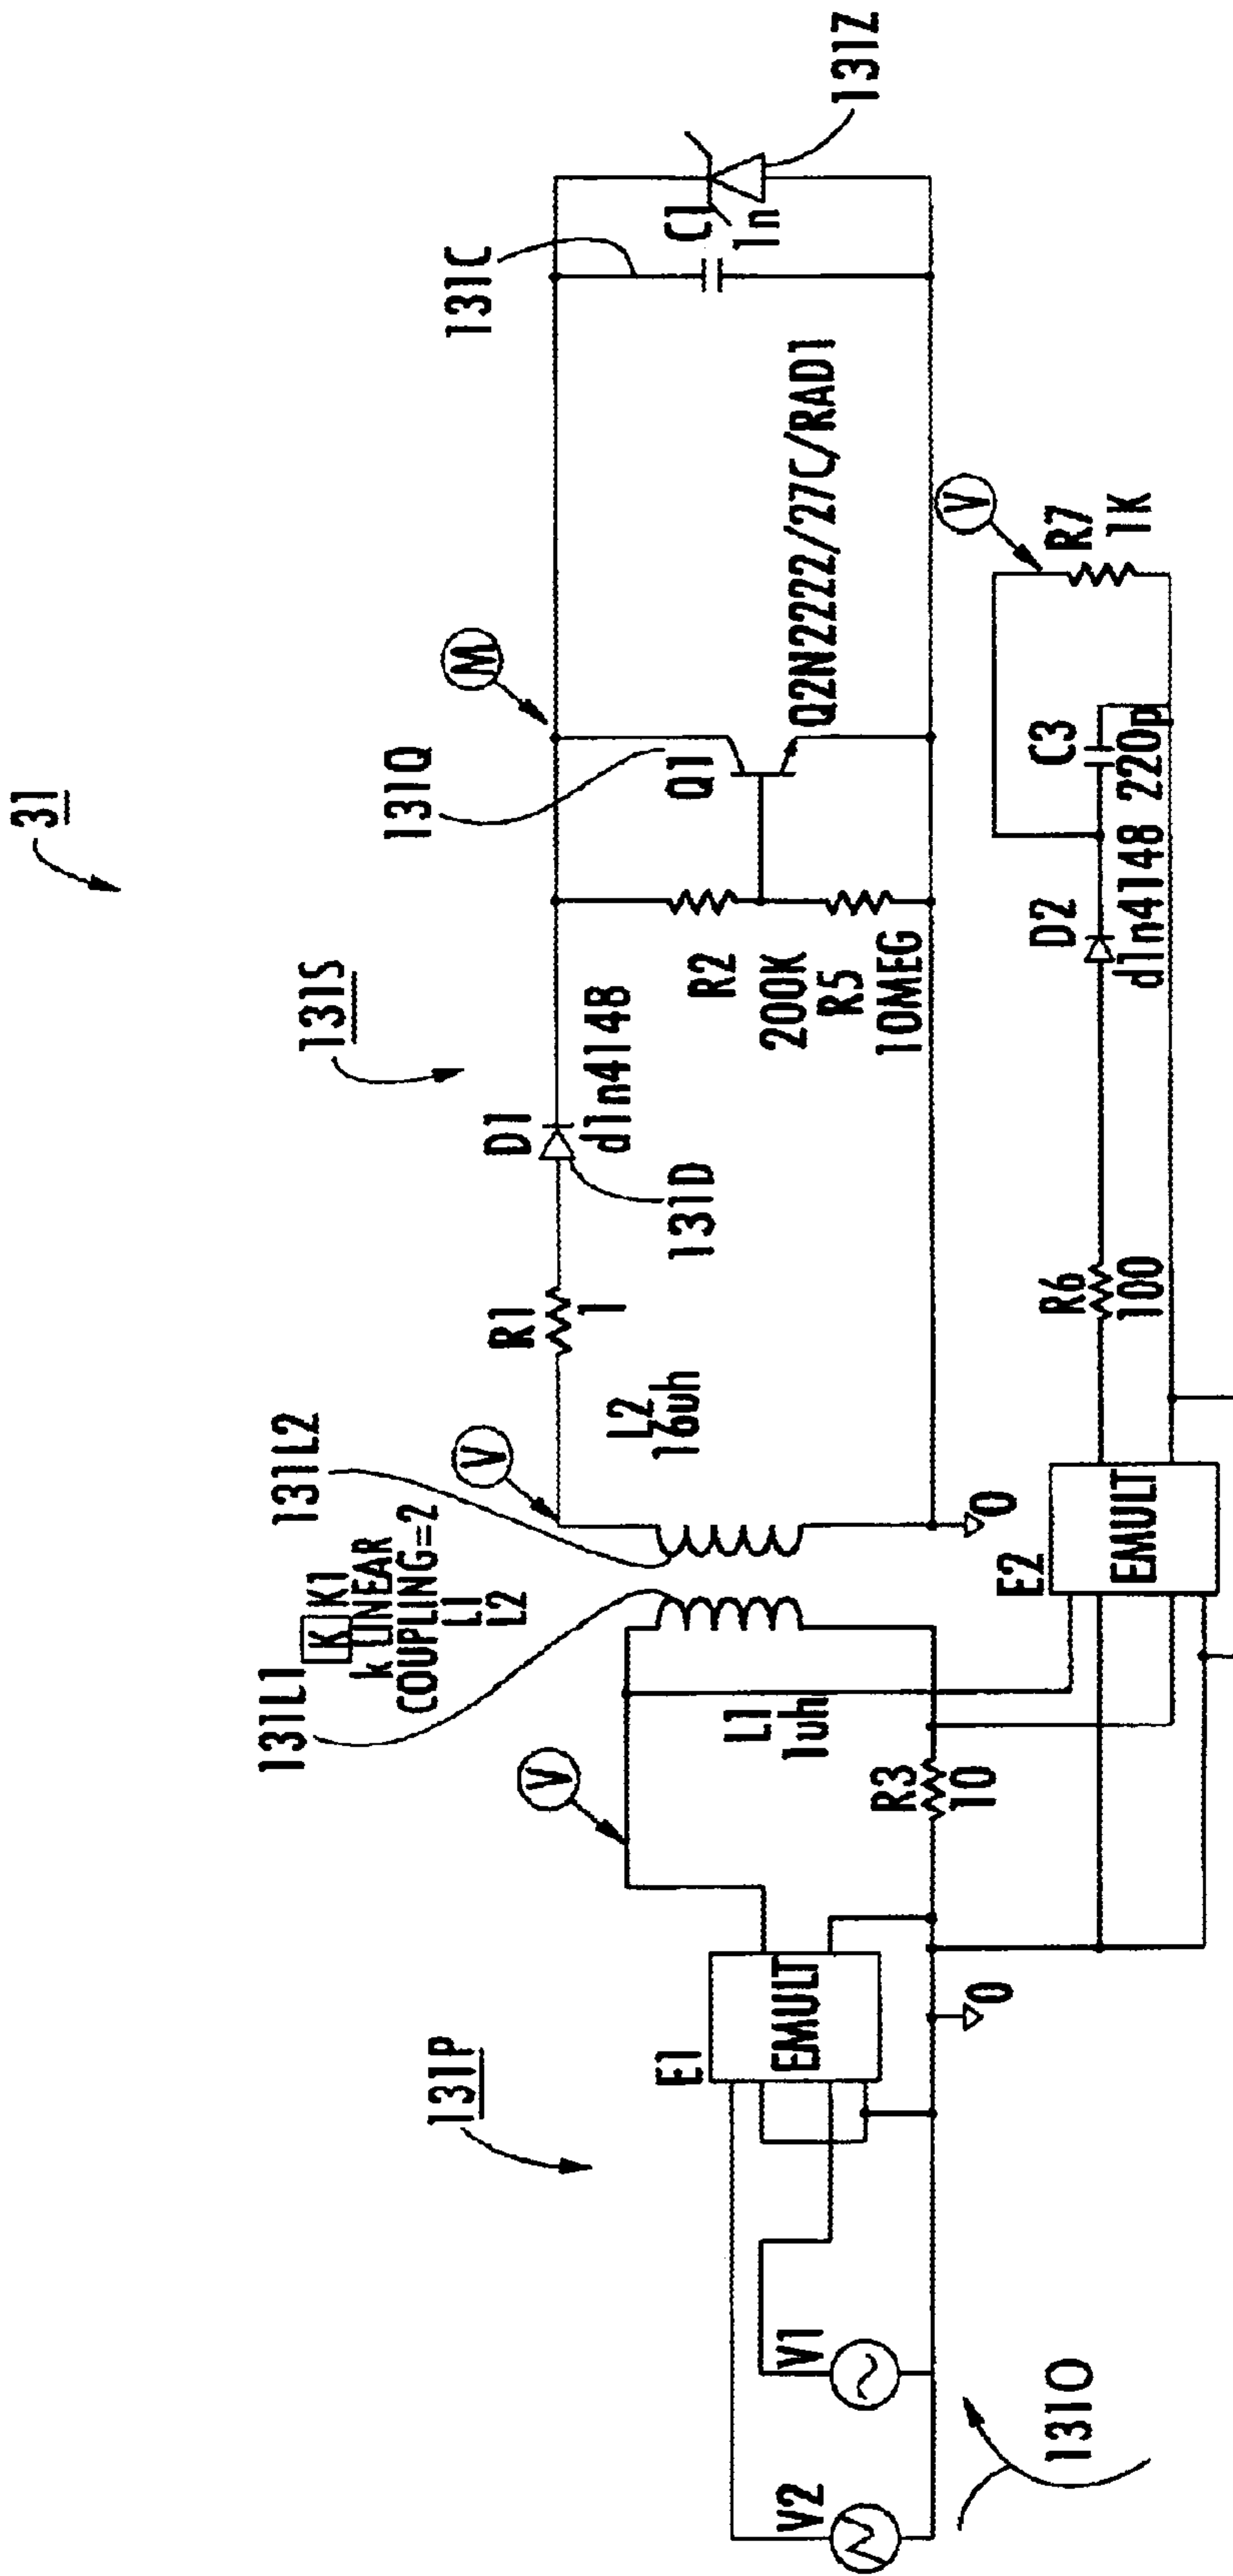 31
131S
131P
131L1
131L2
K K1
k LINEAR
COUPLING=2
L1
L2
V
V
M
131Q
131C
131Z
R1
1
D1
d1n4148
131D
L2
16uh
L1
1uh
R2
200K
R5
10MEG
Q1
Q2N2222/27C/RAD1
C1
1n
V2
V1
E1
EMULT
0
R3
10
0
131O
E2
EMULT
R6
100
D2
d1n4148
C3
220p
V
R7
1K